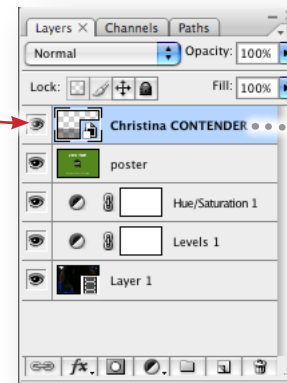 Layers × Channels Paths
Normal Opacity: 100%
Lock: Fill: 100%
Christina CONTENDER
poster
Hue/Saturation 1
Levels 1
Layer 1
fx.